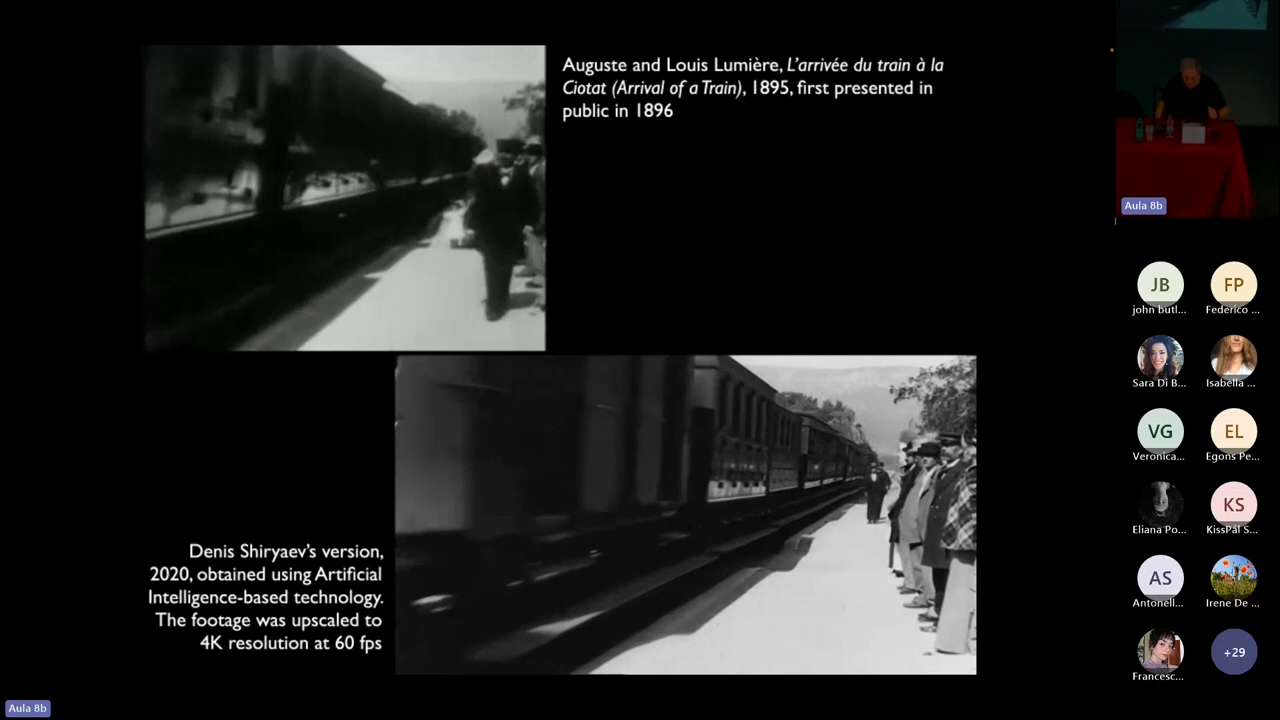 Auguste and Louis Lumière, L'arrivée du train à la
Ciotat (Arrival of a Train), 1895, first presented in
public in 1896
Denis Shiryaev's version,
2020, obtained using Artificial
Intelligence-based technology.
The footage was upscaled to
4K resolution at 60 fps
Aula 8b
Aula 8b
JB
FP
john butl...
Federico ...
Sara Di B...
Isabella ...
VG
EL
Veronica...
Egons Pe...
KS
Eliana Po...
KissPál S...
AS
Antonell...
Irene De ...
+29
Francesc...